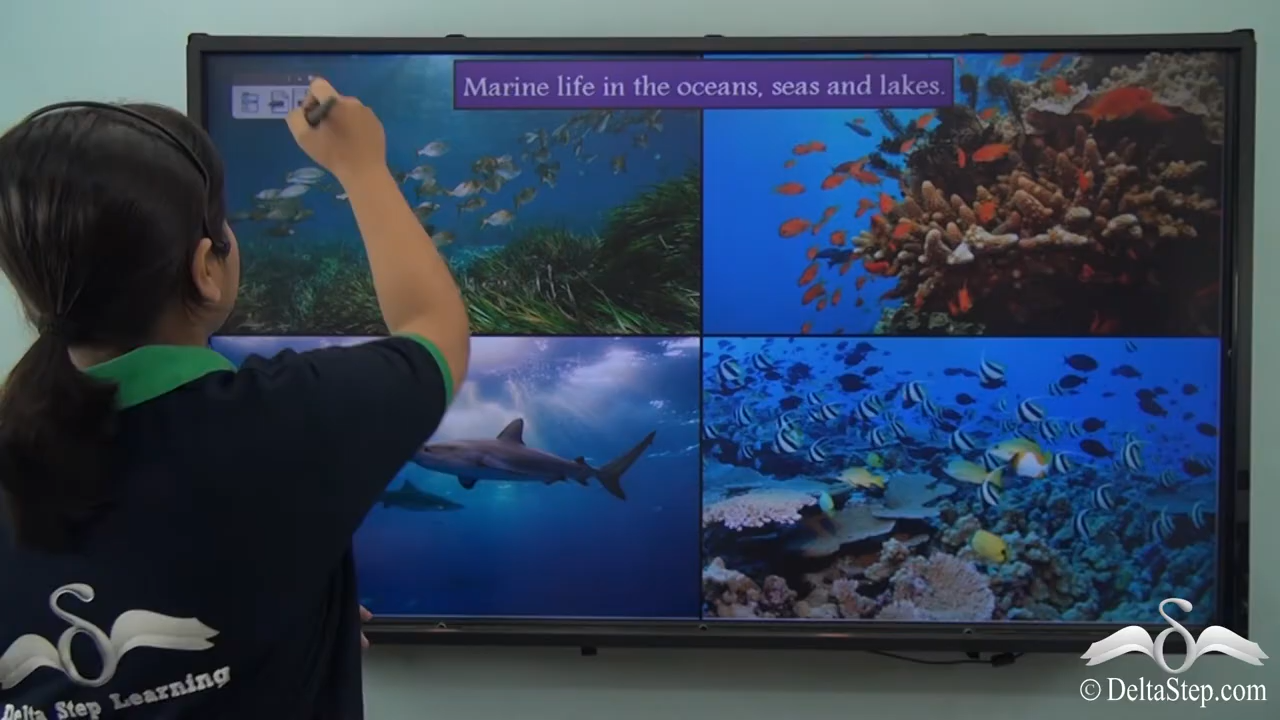 Marine life in the oceans, seas and lakes.
Delta Step Learning
© DeltaStep.com